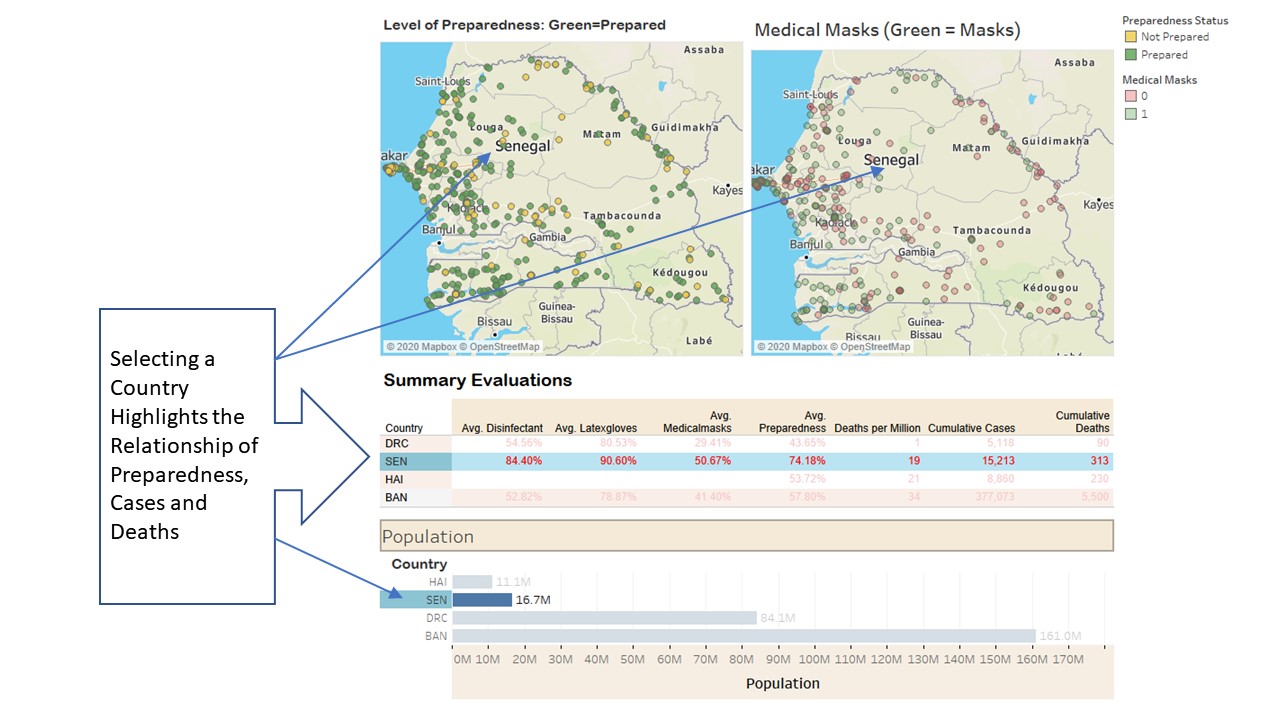 Level of Preparedness: Green=Prepared
Medical Masks (Green = Masks)
Preparedness Status
Not Prepared
Prepared
Medical Masks
0
1
Assaba
Saint-Louis
Louga
Matam
Guidimakha
Senegal
akar
Kayes
Kaolack
Tambacounda
Banjul
Gambia
Kédougou
Guinea-
Bissau
Bissau
Labé
© 2020 Mapbox © OpenStreetMap
Assaba
Saint-Louis
Louga
Matam
Guidimakha
Senegal
akar
Kayes
Kaolack
Tambacounda
Banjul
Gambia
Kédougou
Guinea-
Bissau
Bissau
© 2020 Mapbox © OpenStreetMap
Selecting a
Country
Highlights the
Relationship of
Preparedness,
Cases and
Deaths
Summary Evaluations
Country Avg. Disinfectant Avg. Latexgloves Avg. Medicalmasks Avg. Preparedness Deaths per Million Cumulative Cases Cumulative Deaths
DRC 54.56% 80.53% 29.41% 43.65% 1 5,118 90
SEN 84.40% 90.60% 50.67% 74.18% 19 15,213 313
HAI 53.72% 21 8,860 230
BAN 52.82% 78.87% 41.40% 57.80% 34 377,073 5,500
Population
Country
HAI 11.1M
SEN 16.7M
DRC 84.1M
BAN 161.0M
0M 10M 20M 30M 40M 50M 60M 70M 80M 90M 100M 110M 120M 130M 140M 150M 160M 170M
Population